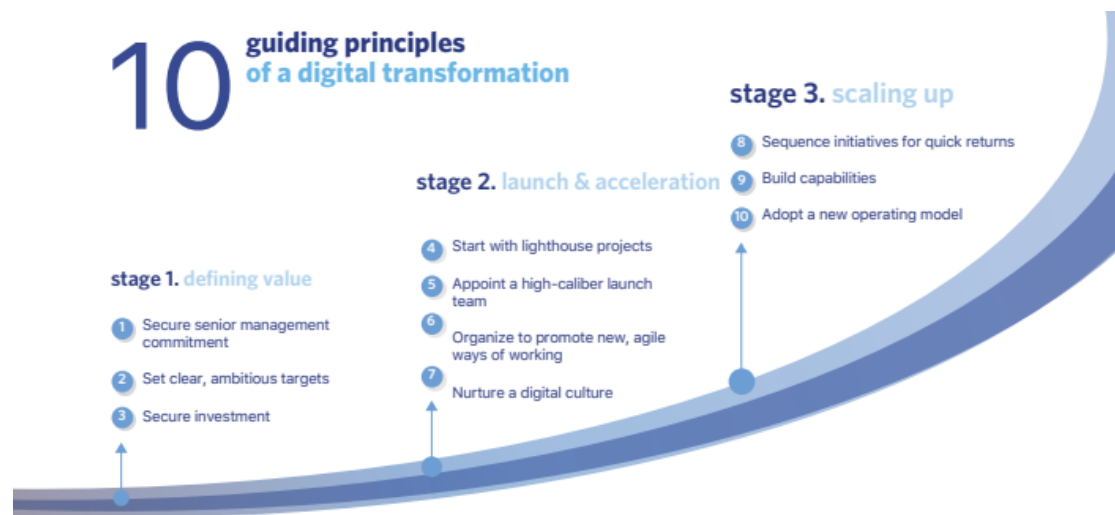 10
guiding principles
of a digital transformation
stage 1. defining value
1 Secure senior management
commitment
2 Set clear, ambitious targets
3 Secure investment
stage 2. launch & acceleration
4 Start with lighthouse projects
5 Appoint a high-caliber launch
team
6 Organize to promote new, agile
ways of working
7 Nurture a digital culture
stage 3. scaling up
8 Sequence initiatives for quick returns
9 Build capabilities
10 Adopt a new operating model